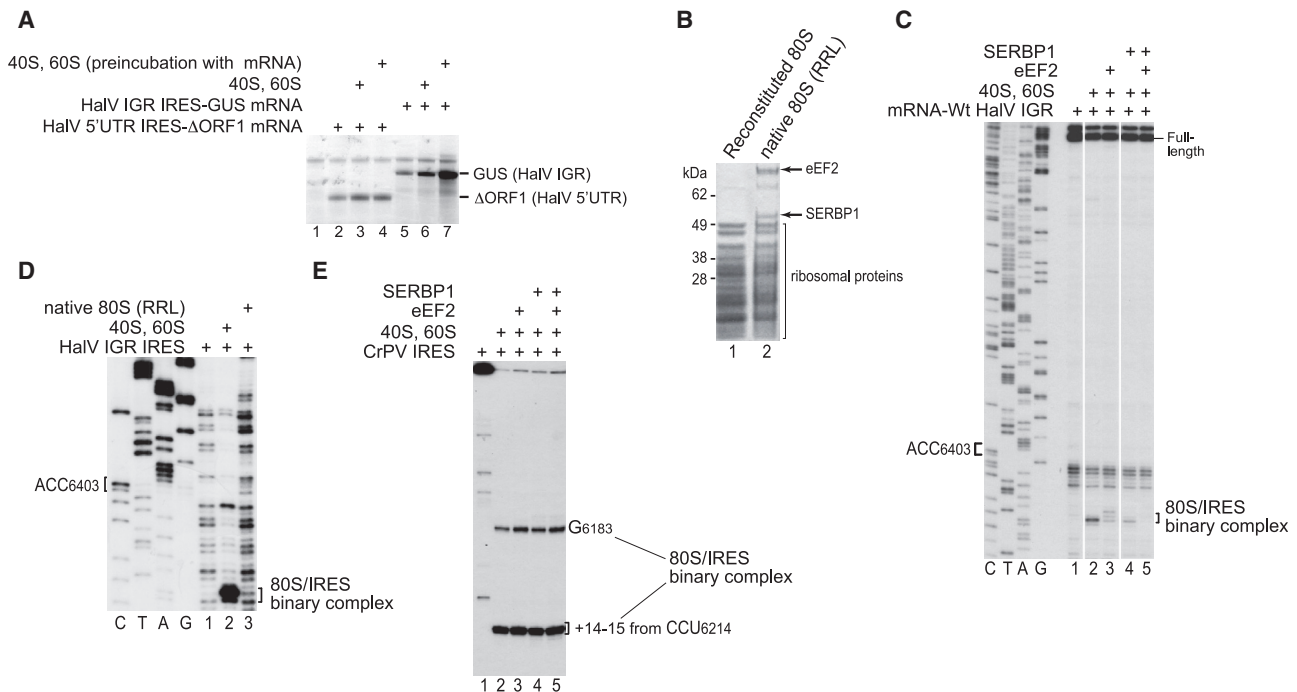 A
40S, 60S (preincubation with mRNA) +
40S, 60S + +
HalV IGR IRES-GUS mRNA + + +
HalV 5'UTR IRES-ΔORF1 mRNA + + +
GUS (HalV IGR)
ΔORF1 (HalV 5'UTR)
1 2 3 4 5 6 7
B
Reconstituted 80S
native 80S (RRL)
kDa
62
49
38
28
eEF2
SERBP1
ribosomal proteins
1 2
C
SERBP1 + +
eEF2 + +
40S, 60S + + + +
mRNA-Wt HalV IGR + + + + +
Full-
length
ACC6403
80S/IRES
binary complex
C T A G 1 2 3 4 5
D
native 80S (RRL) +
40S, 60S +
HalV IGR IRES + + +
ACC6403
80S/IRES
binary complex
C T A G 1 2 3
E
SERBP1 + +
eEF2 + +
40S, 60S + + + +
CrPV IRES + + + + +
G6183
80S/IRES
binary complex
+14-15 from CCU6214
1 2 3 4 5